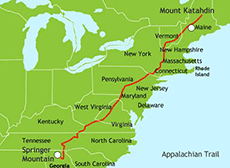 Mount Katahdin
Maine
Vermont
New Hampshire
New York
Massachusetts
Rhode
Island
Connecticut
Pensylvania
New Jersey
Maryland
Delaware
West Virginia
Kentucky
Virginia
Tennessee
North Carolina
Springer
Mountain
Georgia
South Carolina
Appalachian Trail